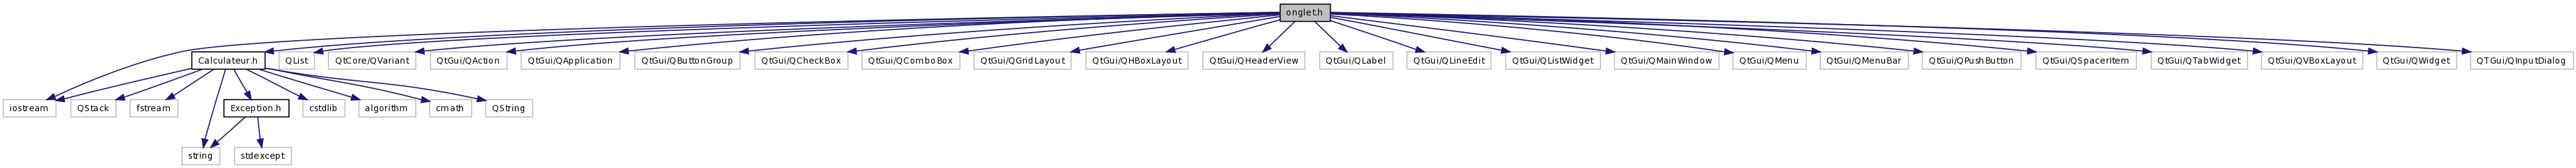 onglet.h
Calculateur.h
QList
QtCore/QVariant
QtGui/QAction
QtGui/QApplication
QtGui/QButtonGroup
QtGui/QCheckBox
QtGui/QComboBox
QtGui/QGridLayout
QtGui/QHBoxLayout
QtGui/QHeaderView
QtGui/QLabel
QtGui/QLineEdit
QtGui/QListWidget
QtGui/QMainWindow
QtGui/QMenu
QtGui/QMenuBar
QtGui/QPushButton
QtGui/QSpacerItem
QtGui/QTabWidget
QtGui/QVBoxLayout
QtGui/QWidget
QTGui/QInputDialog
iostream
QStack
fstream
Exception.h
cstdlib
algorithm
cmath
QString
string
stdexcept